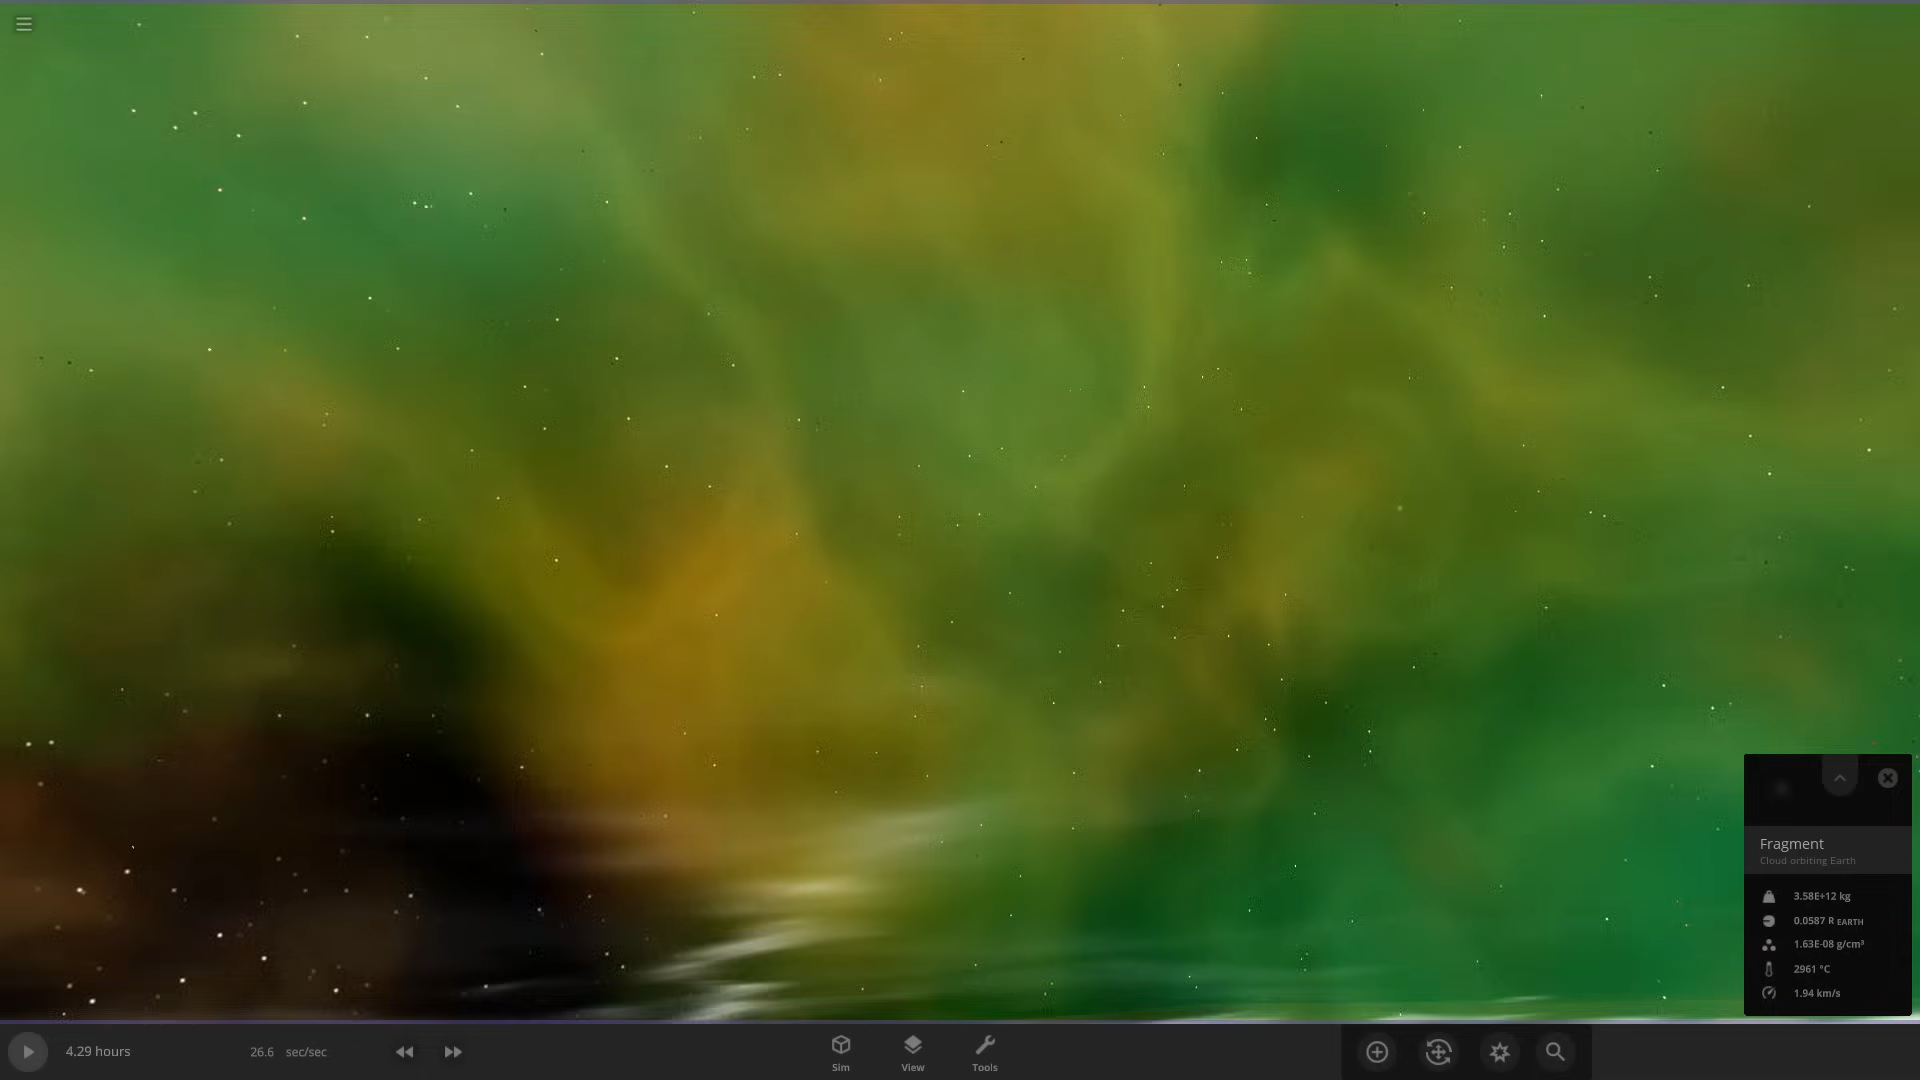 Fragment
Cloud orbiting Earth
3.58E+12 kg
0.0587 R EARTH
1.63E-08 g/cm³
2961 °C
1.94 km/s
4.29 hours
26.6 sec/sec
Sim
View
Tools